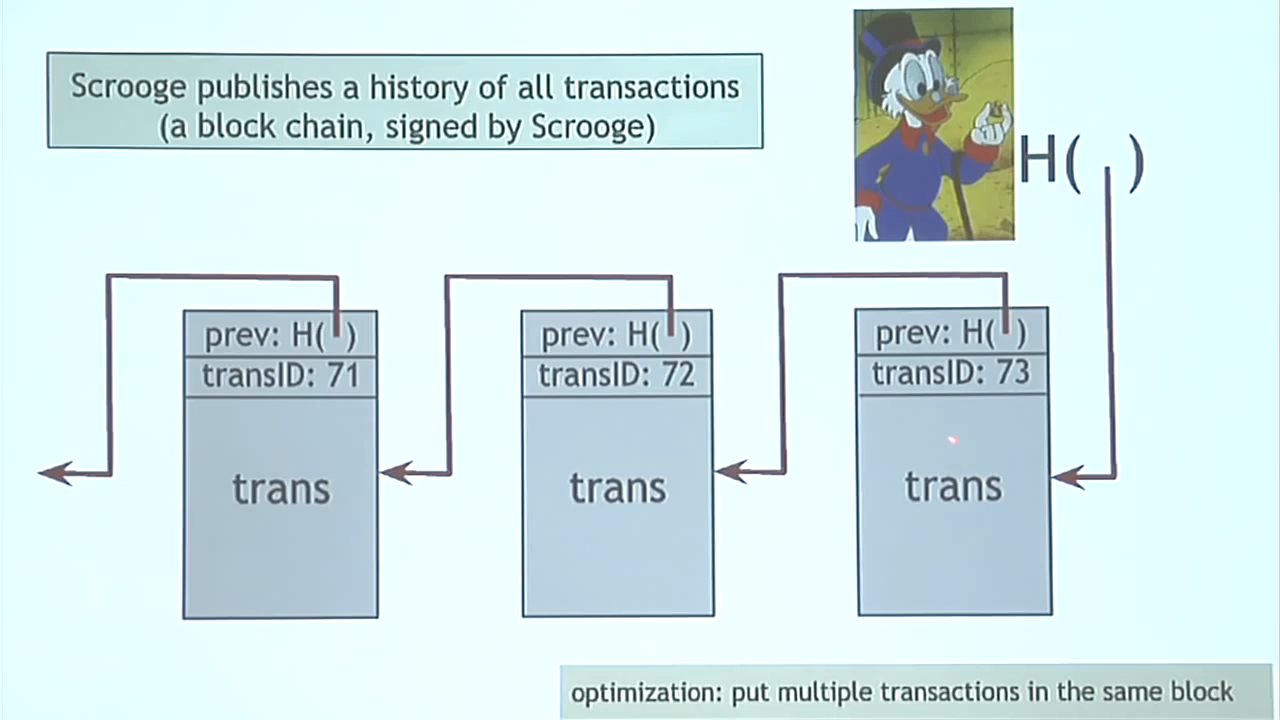 Scrooge publishes a history of all transactions
(a block chain, signed by Scrooge)
H( )
prev: H( )
transID: 71
trans
prev: H( )
transID: 72
trans
prev: H( )
transID: 73
trans
optimization: put multiple transactions in the same block